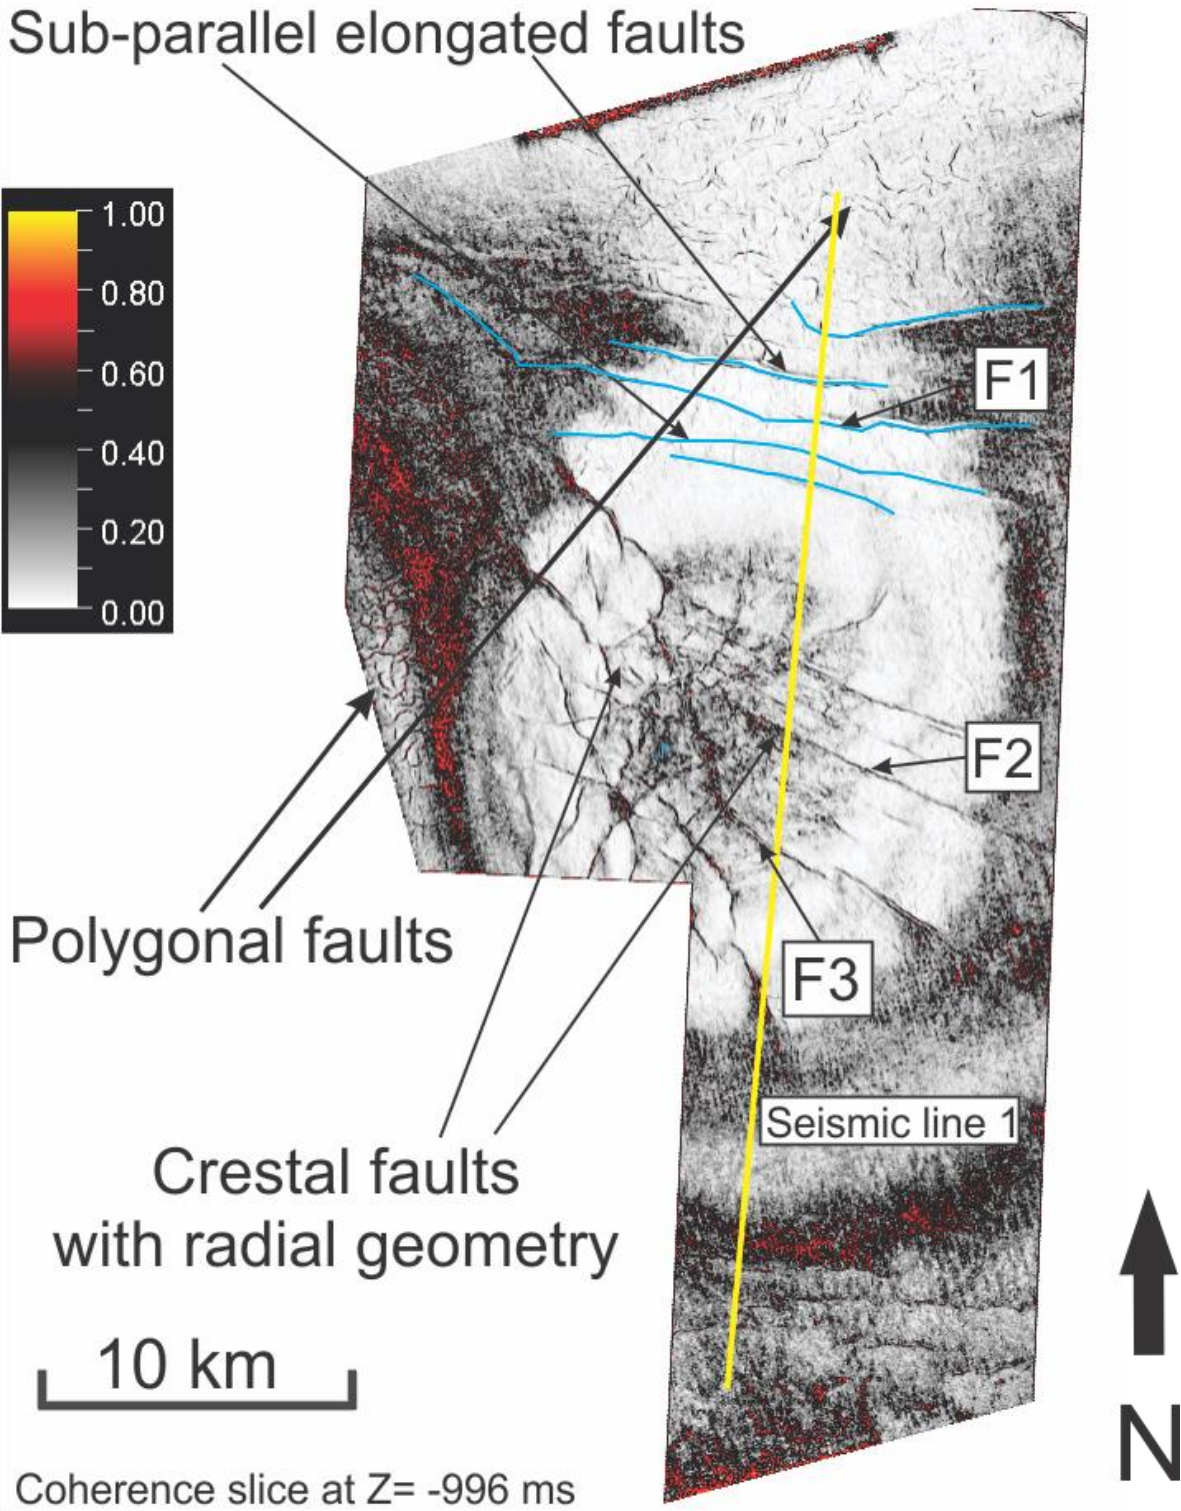 Sub-parallel elongated faults
1.00
0.80
0.60
0.40
0.20
0.00
F1
F2
Polygonal faults
F3
Seismic line 1
Crestal faults
with radial geometry
10 km
N
Coherence slice at Z= -996 ms